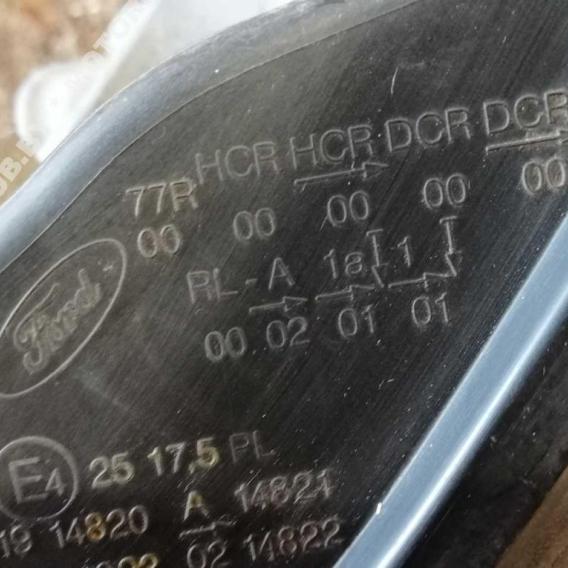 77R HCR HCR DCR DCR
00 00 00 00 00
RL-A 1a 1
00 02 01 01
Ford
E4 25 17,5 PL
19 14820 A 14821
02 14822